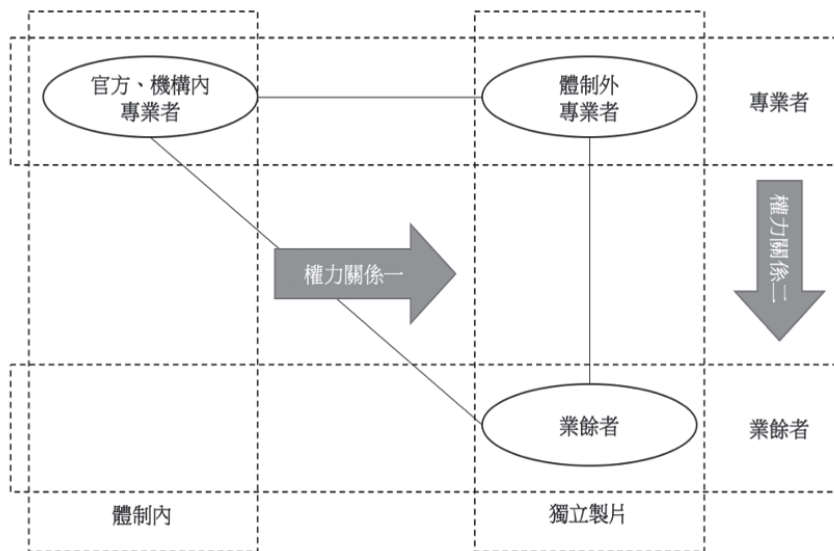 官方、機構內
專業者
體制外
專業者
專業者
權力關係一
權力關係二
業餘者
業餘者
體制內
獨立製片